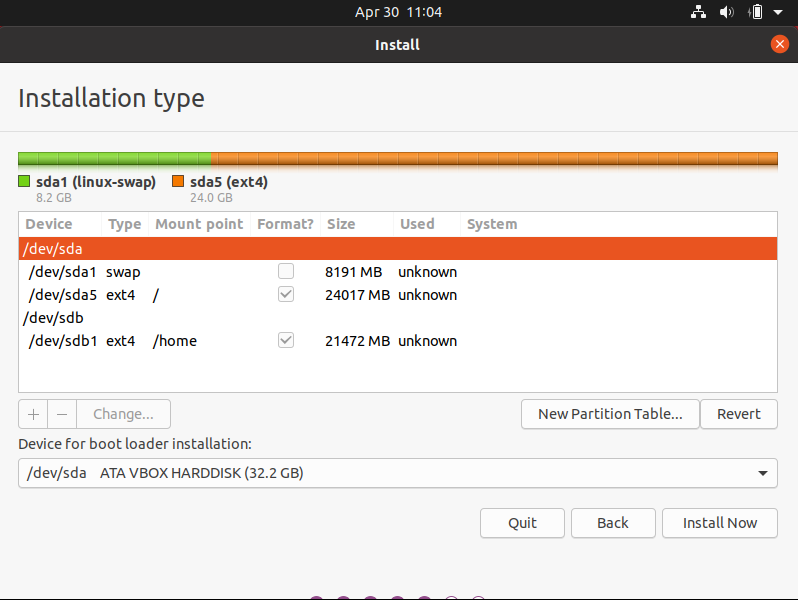 Apr 30 11:04
Install
Installation type
sda1 (linux-swap) sda5 (ext4)
8.2 GB 24.0 GB
Device Type Mount point Format? Size Used System
/dev/sda
/dev/sda1 swap 8191 MB unknown
/dev/sda5 ext4 / 24017 MB unknown
/dev/sdb
/dev/sdb1 ext4 /home 21472 MB unknown
+ − Change... New Partition Table... Revert
Device for boot loader installation:
/dev/sda ATA VBOX HARDDISK (32.2 GB)
Quit Back Install Now